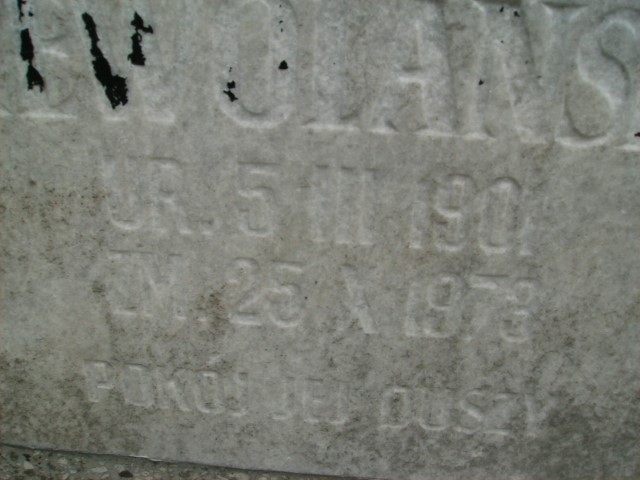 UR. 5 III 1901
ZM. 25 X 1973
POKÓJ JEJ DUSZY